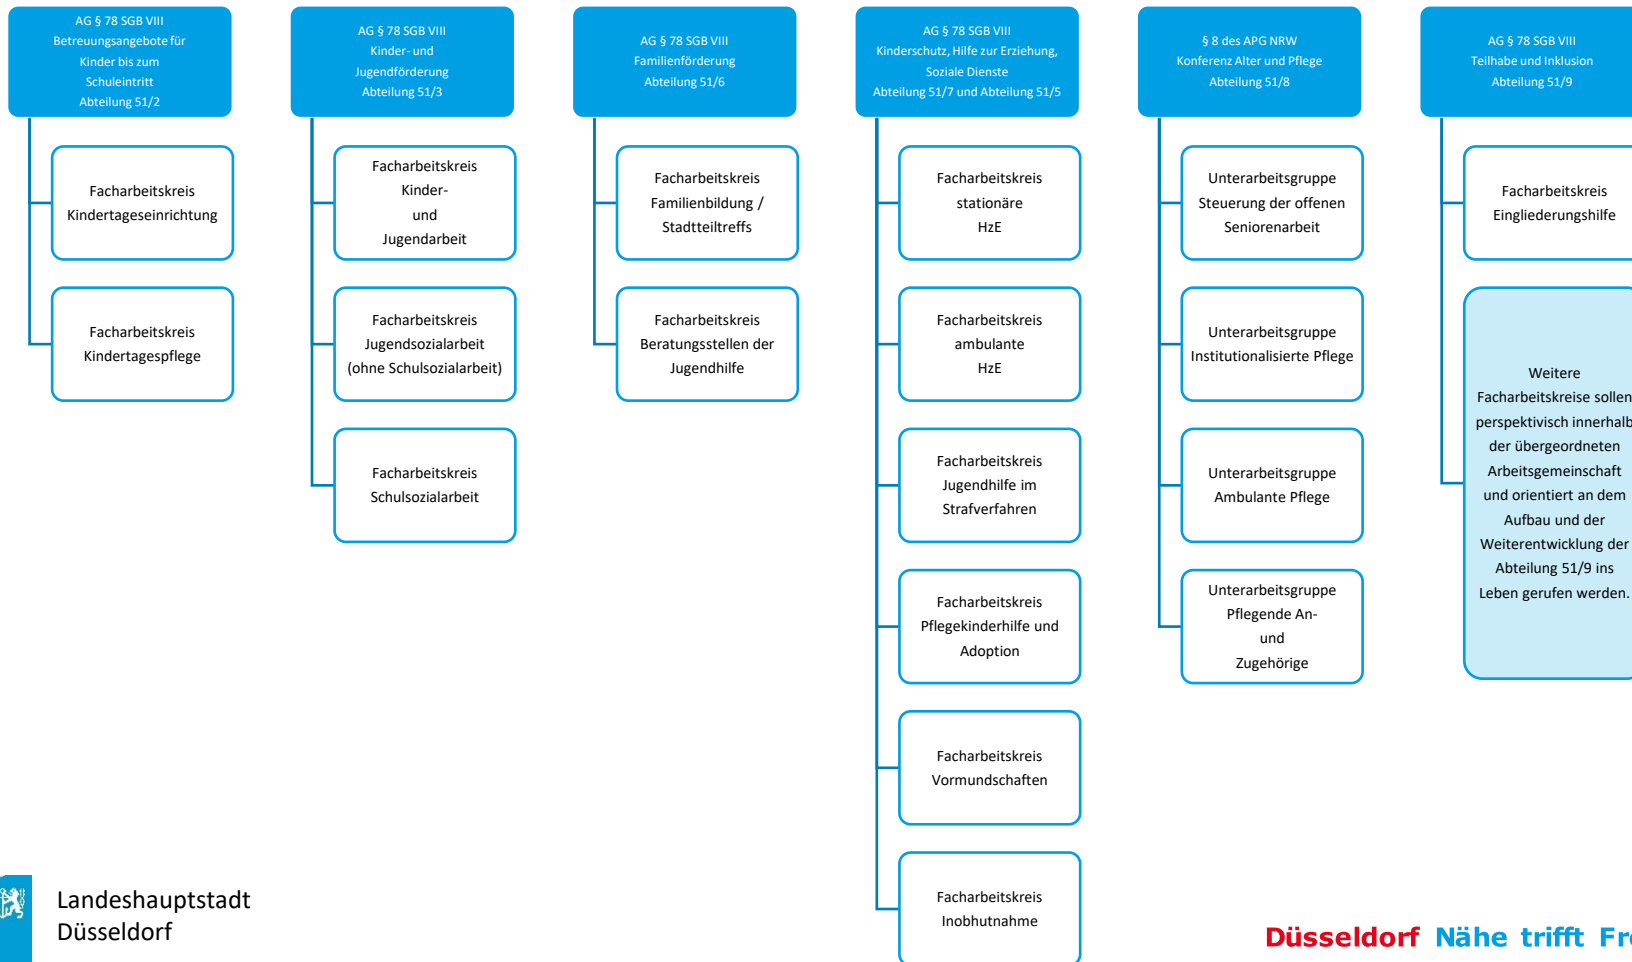 AG § 78 SGB VIII
Betreuungsangebote für
Kinder bis zum
Schuleintritt
Abteilung 51/2
Facharbeitskreis
Kindertageseinrichtung
Facharbeitskreis
Kindertagespflege
AG § 78 SGB VIII
Kinder- und
Jugendförderung
Abteilung 51/3
Facharbeitskreis
Kinder-
und
Jugendarbeit
Facharbeitskreis
Jugendsozialarbeit
(ohne Schulsozialarbeit)
Facharbeitskreis
Schulsozialarbeit
AG § 78 SGB VIII
Familienförderung
Abteilung 51/6
Facharbeitskreis
Familienbildung /
Stadtteiltreffs
Facharbeitskreis
Beratungsstellen der
Jugendhilfe
AG § 78 SGB VIII
Kinderschutz, Hilfe zur Erziehung,
Soziale Dienste
Abteilung 51/7 und Abteilung 51/5
Facharbeitskreis
stationäre
HzE
Facharbeitskreis
ambulante
HzE
Facharbeitskreis
Jugendhilfe im
Strafverfahren
Facharbeitskreis
Pflegekinderhilfe und
Adoption
Facharbeitskreis
Vormundschaften
Facharbeitskreis
Inobhutnahme
§ 8 des APG NRW
Konferenz Alter und Pflege
Abteilung 51/8
Unterarbeitsgruppe
Steuerung der offenen
Seniorenarbeit
Unterarbeitsgruppe
Institutionalisierte Pflege
Unterarbeitsgruppe
Ambulante Pflege
Unterarbeitsgruppe
Pflegende An-
und
Zugehörige
AG § 78 SGB VIII
Teilhabe und Inklusion
Abteilung 51/9
Facharbeitskreis
Eingliederungshilfe
Weitere
Facharbeitskreise sollen
perspektivisch innerhalb
der übergeordneten
Arbeitsgemeinschaft
und orientiert an dem
Aufbau und der
Weiterentwicklung der
Abteilung 51/9 ins
Leben gerufen werden.
Landeshauptstadt
Düsseldorf
Düsseldorf Nähe trifft